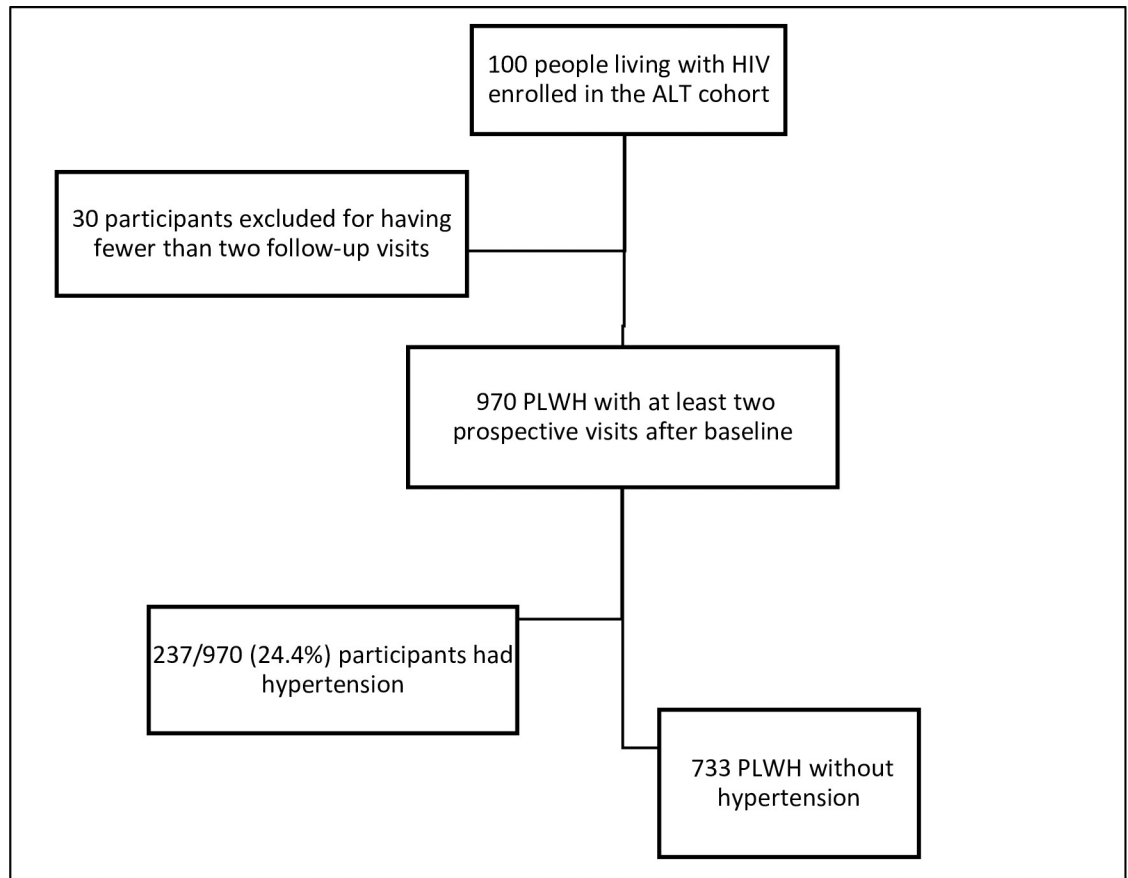 100 people living with HIV
enrolled in the ALT cohort
30 participants excluded for having
fewer than two follow-up visits
970 PLWH with at least two
prospective visits after baseline
237/970 (24.4%) participants had
hypertension
733 PLWH without
hypertension